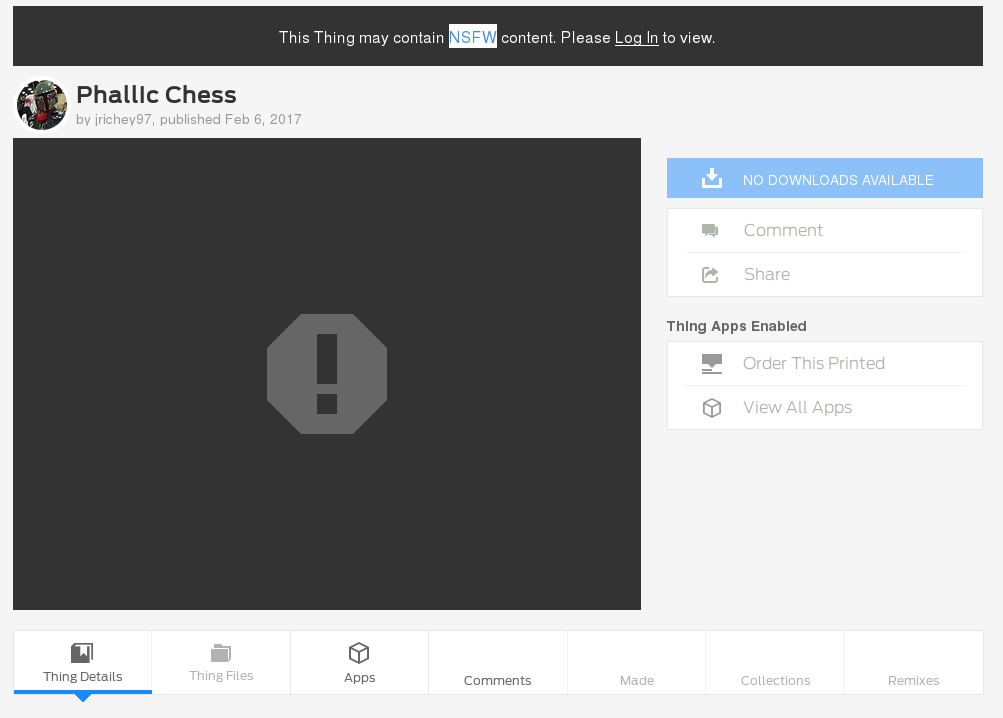 This Thing may contain NSFW content. Please Log In to view.
PhallIc Chess
by jrichey97, published Feb 6, 2017
NO DOWNLOADS AVAILABLE
Comment
Share
Thing Apps Enabled
Order This Printed
View All Apps
Thing Details
Thing Files
Apps
Comments
Made
Collections
Remixes